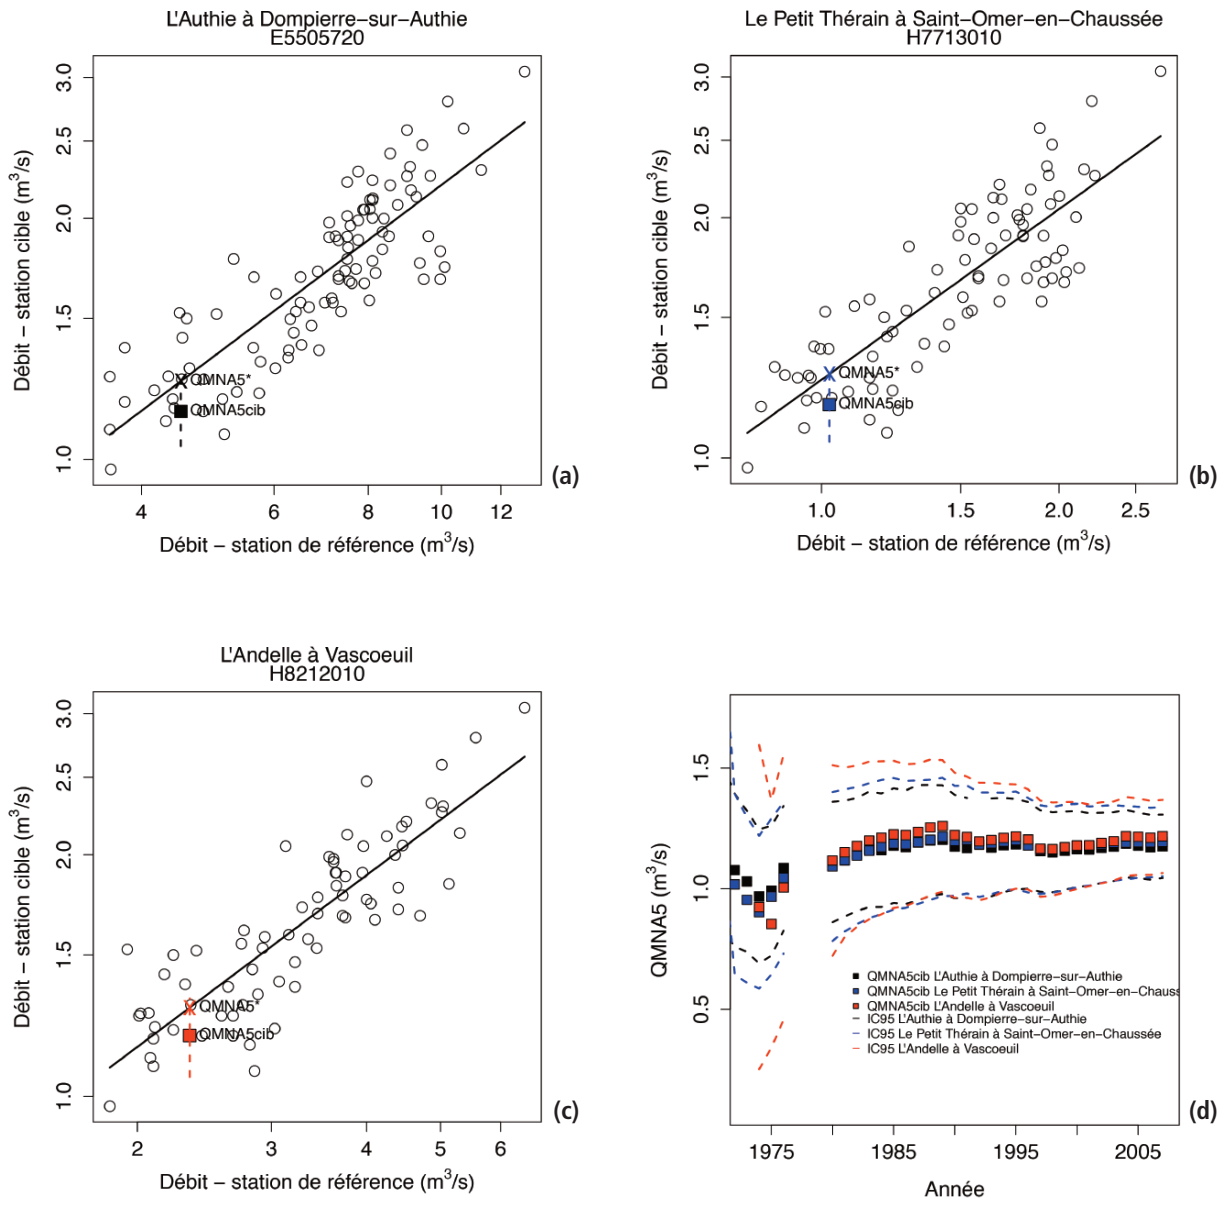 L'Authie à Dompierre−sur−Authie
E5505720
Débit − station cible (m³/s)
3.0
2.5
2.0
1.5
1.0
QMNA5*
QMNA5cib
4
6
8
10
12
Débit − station de référence (m³/s)
(a)
Le Petit Thérain à Saint−Omer−en−Chaussée
H7713010
Débit − station cible (m³/s)
3.0
2.5
2.0
1.5
1.0
QMNA5*
QMNA5cib
1.0
1.5
2.0
2.5
Débit − station de référence (m³/s)
(b)
L'Andelle à Vascoeuil
H8212010
Débit − station cible (m³/s)
3.0
2.5
2.0
1.5
1.0
QMNA5*
QMNA5cib
2
3
4
5
6
Débit − station de référence (m³/s)
(c)
QMNA5 (m³/s)
1.5
1.0
0.5
QMNA5cib L'Authie à Dompierre−sur−Authie
QMNA5cib Le Petit Thérain à Saint−Omer−en−Chauss
QMNA5cib L'Andelle à Vascoeuil
IC95 L'Authie à Dompierre−sur−Authie
IC95 Le Petit Thérain à Saint−Omer−en−Chaussée
IC95 L'Andelle à Vascoeuil
1975
1985
1995
2005
Année
(d)